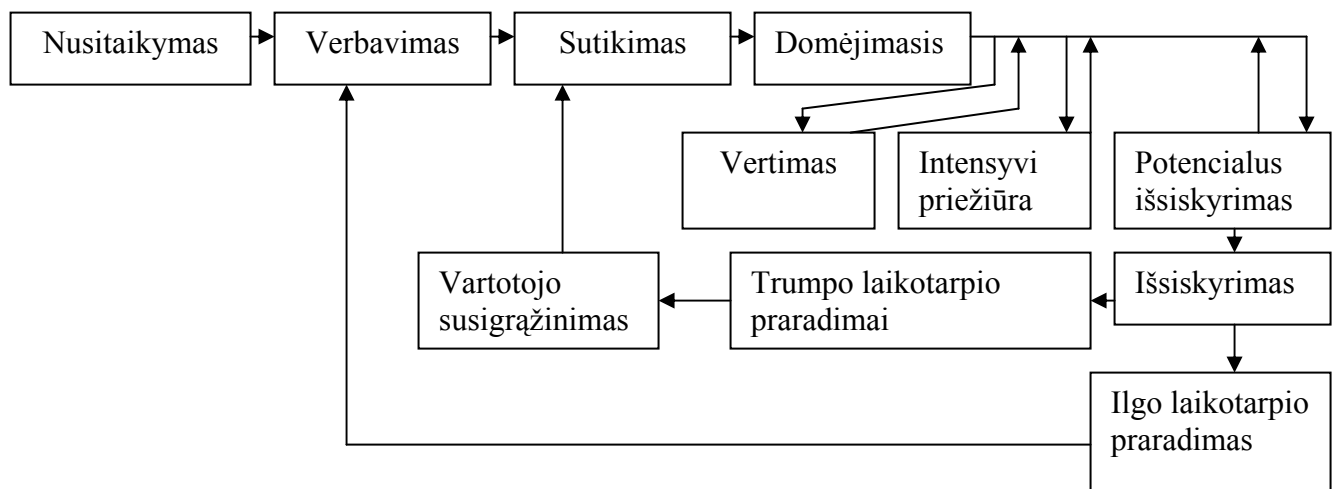 Nusitaikymas
Verbavimas
Sutikimas
Domėjimasis
Vertimas
Intensyvi
priežiūra
Potencialus
išsiskyrimas
Vartotojo
susigrąžinimas
Trumpo laikotarpio
praradimai
Išsiskyrimas
Ilgo laikotarpio
praradimas